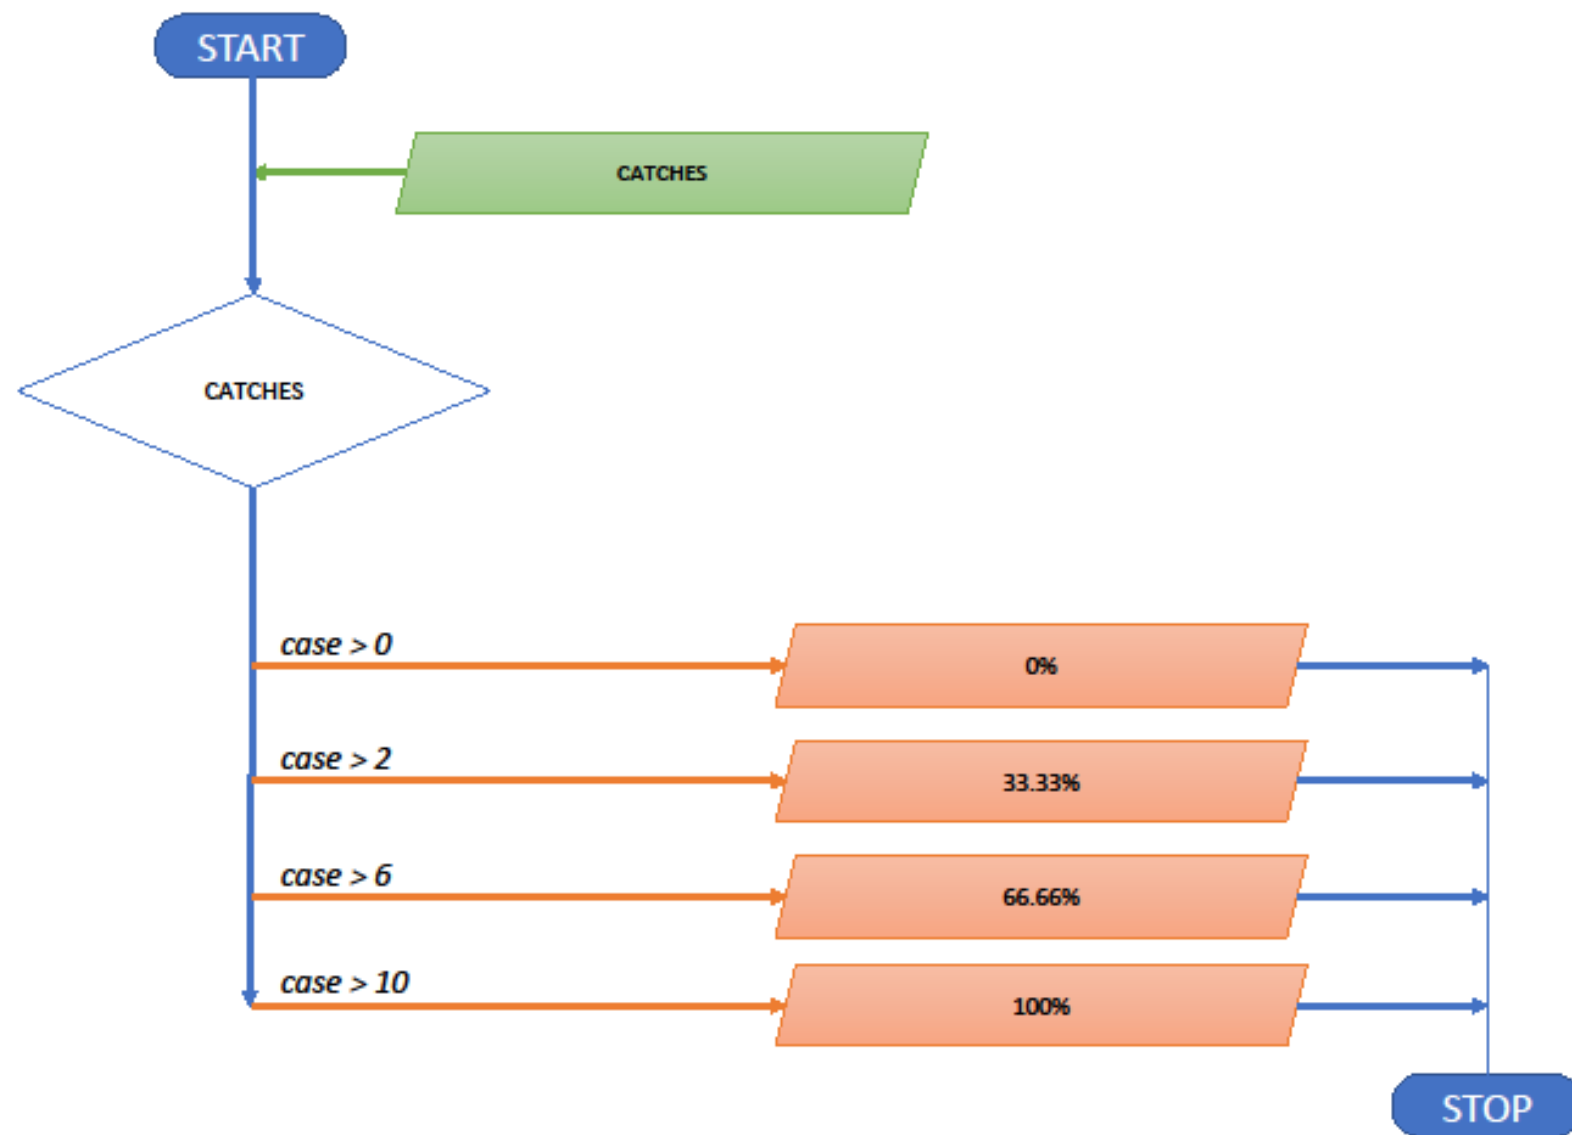 START
CATCHES
CATCHES
case > 0
0%
case > 2
33.33%
case > 6
66.66%
case > 10
100%
STOP